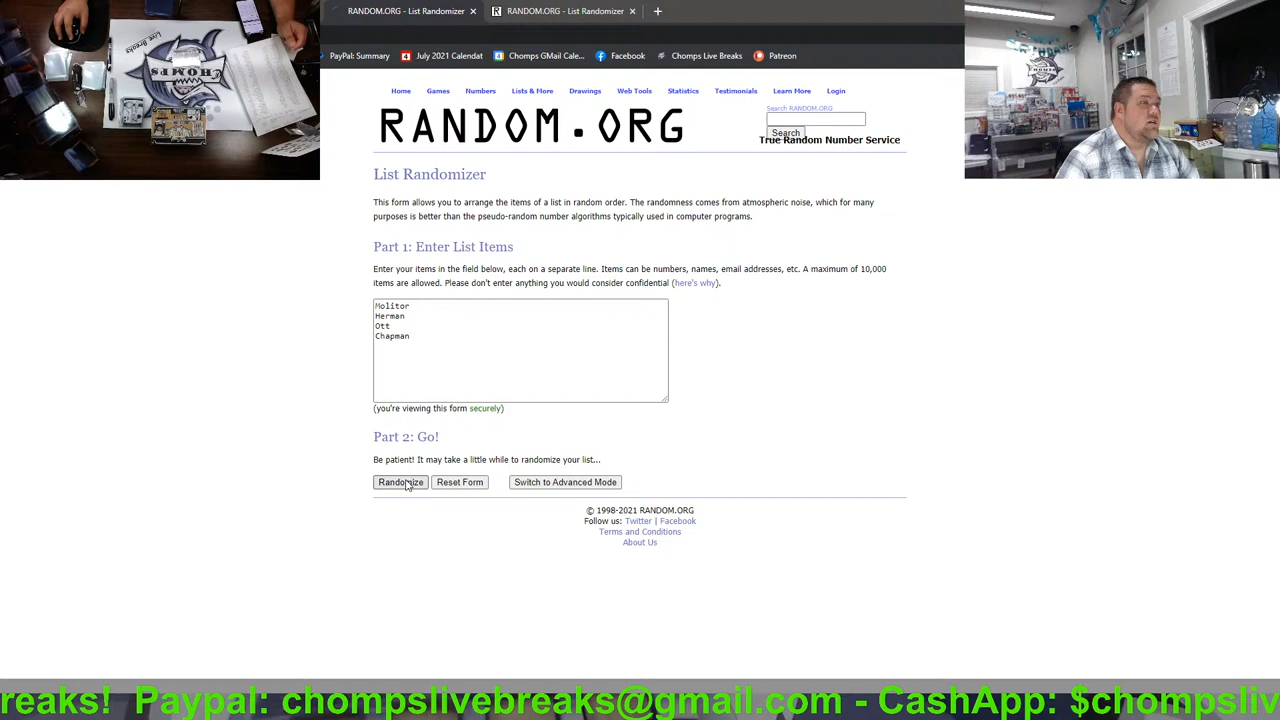 RANDOM.ORG - List Randomizer
RANDOM.ORG - List Randomizer
PayPal: Summary
July 2021 Calendat
Chomps GMail Cale...
Facebook
Chomps Live Breaks
Patreon
Live Breaks
CHOMPS
Home Games Numbers Lists & More Drawings Web Tools Statistics Testimonials Learn More Login
RANDOM.ORG
Search RANDOM.ORG
Search
True Random Number Service
List Randomizer
This form allows you to arrange the items of a list in random order. The randomness comes from atmospheric noise, which for many
purposes is better than the pseudo-random number algorithms typically used in computer programs.
Part 1: Enter List Items
Enter your items in the field below, each on a separate line. Items can be numbers, names, email addresses, etc. A maximum of 10,000
items are allowed. Please don't enter anything you would consider confidential (here's why).
Molitor
Herman
Ott
Chapman
(you're viewing this form securely)
Part 2: Go!
Be patient! It may take a little while to randomize your list...
Randomize Reset Form Switch to Advanced Mode
© 1998-2021 RANDOM.ORG
Follow us: Twitter | Facebook
Terms and Conditions
About Us
reaks! Paypal: chompslivebreaks@gmail.com - CashApp: $chompsliv